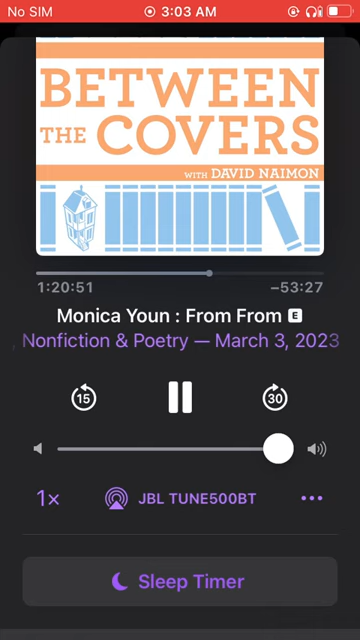 No SIM 3:03 AM
BETWEEN
THE COVERS
WITH DAVID NAIMON
1:20:51 −53:27
Monica Youn : From From E
, Nonfiction & Poetry — March 3, 2023
15 30
1× JBL TUNE500BT
Sleep Timer